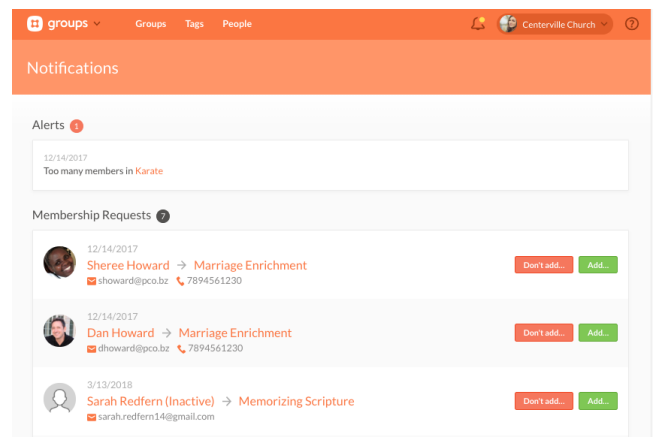 groups
Groups Tags People
Centerville Church
?
Notifications
Alerts 1
12/14/2017
Too many members in Karate
Membership Requests 7
12/14/2017
Sheree Howard → Marriage Enrichment
showard@pco.bz 7894561230
Don't add... Add...
12/14/2017
Dan Howard → Marriage Enrichment
dhoward@pco.bz 7894561230
Don't add... Add...
3/13/2018
Sarah Redfern (Inactive) → Memorizing Scripture
sarah.redfern14@gmail.com
Don't add... Add...